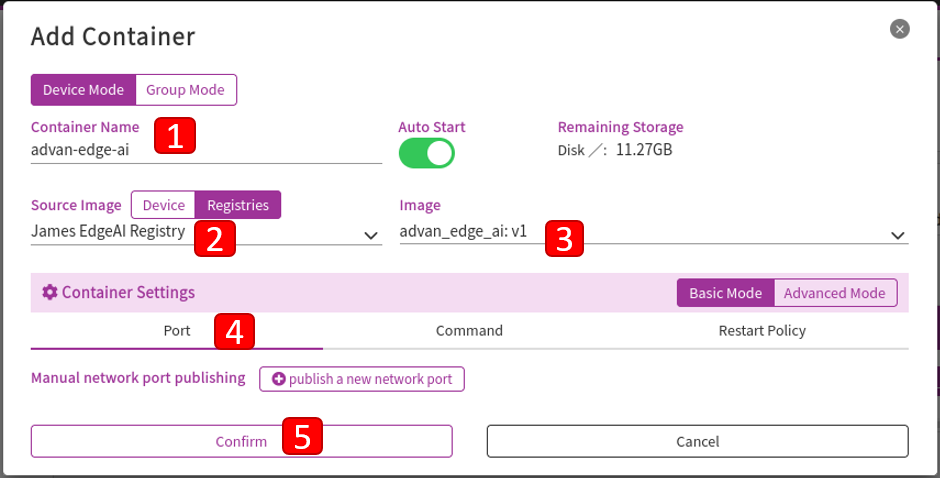 Add Container
Device Mode Group Mode
Container Name 1 Auto Start Remaining Storage
advan-edge-ai Disk ／: 11.27GB
Source Image Device Registries Image
James EdgeAI Registry 2 advan_edge_ai: v1 3
Container Settings Basic Mode Advanced Mode
Port 4 Command Restart Policy
Manual network port publishing publish a new network port
Confirm 5 Cancel